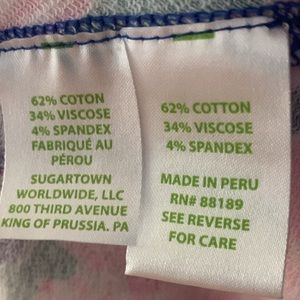 62% COTON
34% VISCOSE
4% SPANDEX
FABRIQUÉ AU
PÉROU
SUGARTOWN
WORLDWIDE, LLC
800 THIRD AVENUE
KING OF PRUSSIA. PA
62% COTTON
34% VISCOSE
4% SPANDEX
MADE IN PERU
RN# 88189
SEE REVERSE
FOR CARE